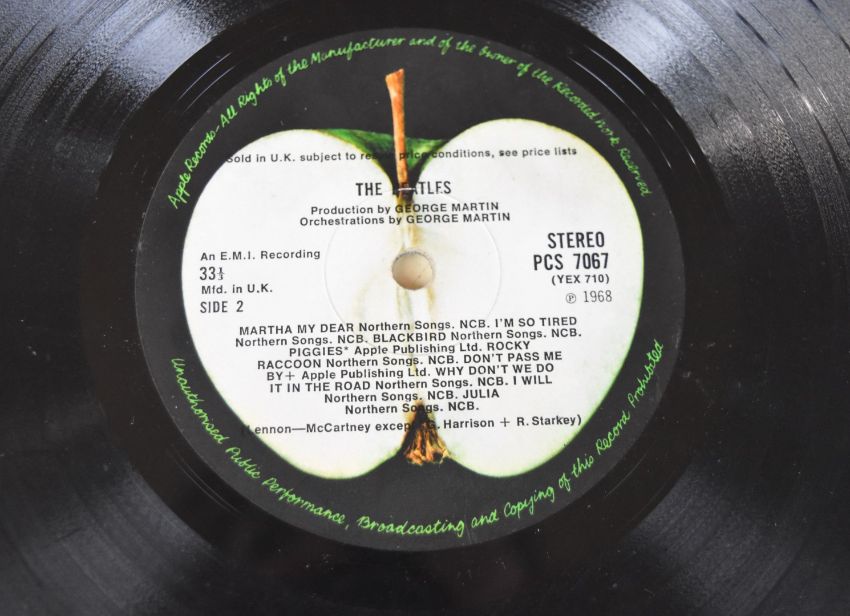 Apple Records-All Rights of the Manufacturer and of the Owner of the Recorded Work Reserved
Sold in U.K. subject to resale price conditions, see price lists
THE BEATLES
Production by GEORGE MARTIN
Orchestrations by GEORGE MARTIN
An E.M.I. Recording
33⅓
Mfd. in U.K.
SIDE 2
STEREO
PCS 7067
(YEX 710)
℗ 1968
MARTHA MY DEAR Northern Songs. NCB. I'M SO TIRED
Northern Songs. NCB. BLACKBIRD Northern Songs. NCB.
PIGGIES* Apple Publishing Ltd. ROCKY
RACCOON Northern Songs. NCB. DON'T PASS ME
BY+ Apple Publishing Ltd. WHY DON'T WE DO
IT IN THE ROAD Northern Songs. NCB. I WILL
Northern Songs. NCB. JULIA
Northern Songs. NCB.
(Lennon—McCartney except *G. Harrison + R. Starkey)
Unauthorised Public Performance, Broadcasting and Copying of this Record Prohibited